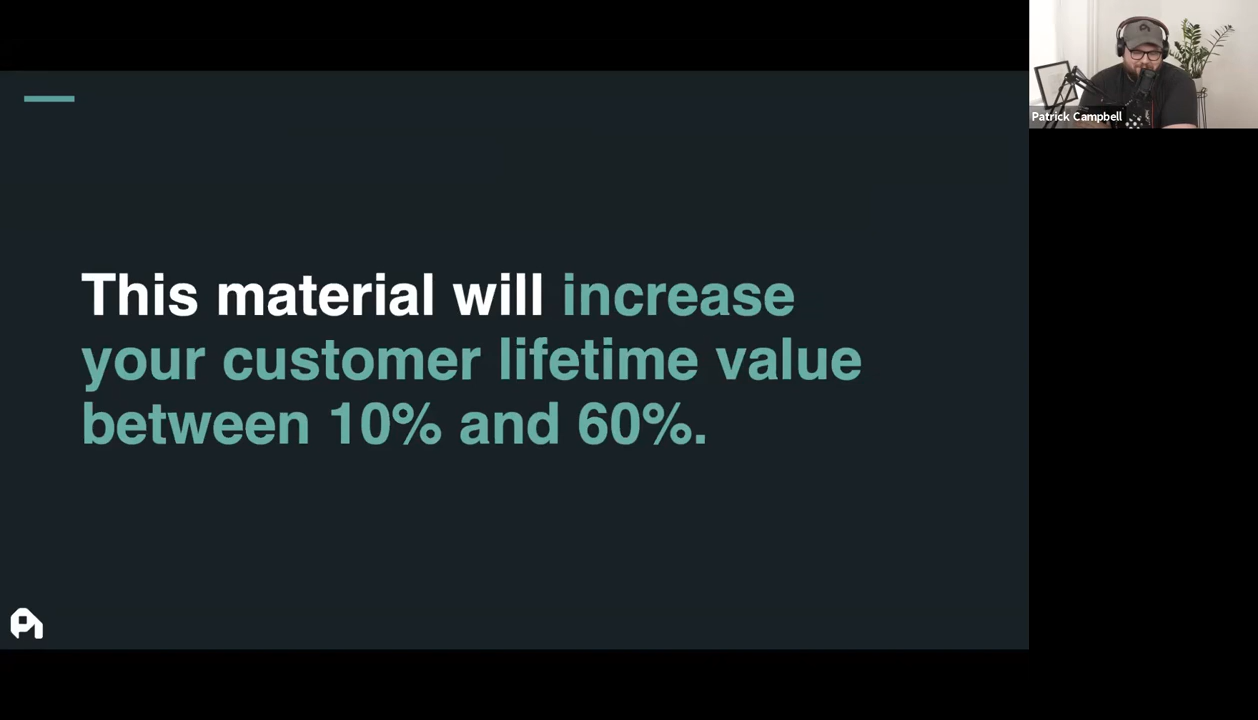 This material will increase
your customer lifetime value
between 10% and 60%.
Patrick Campbell